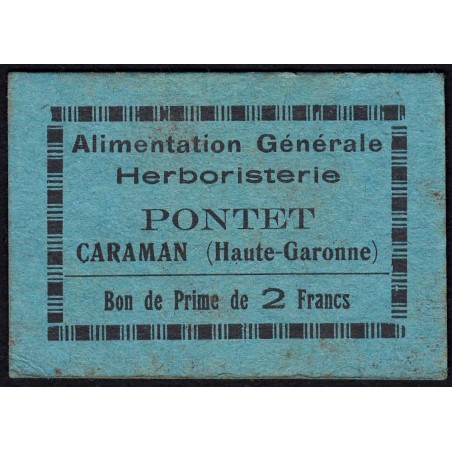 Alimentation Générale
Herboristerie
PONTET
CARAMAN (Haute-Garonne)
Bon de Prime de 2 Francs